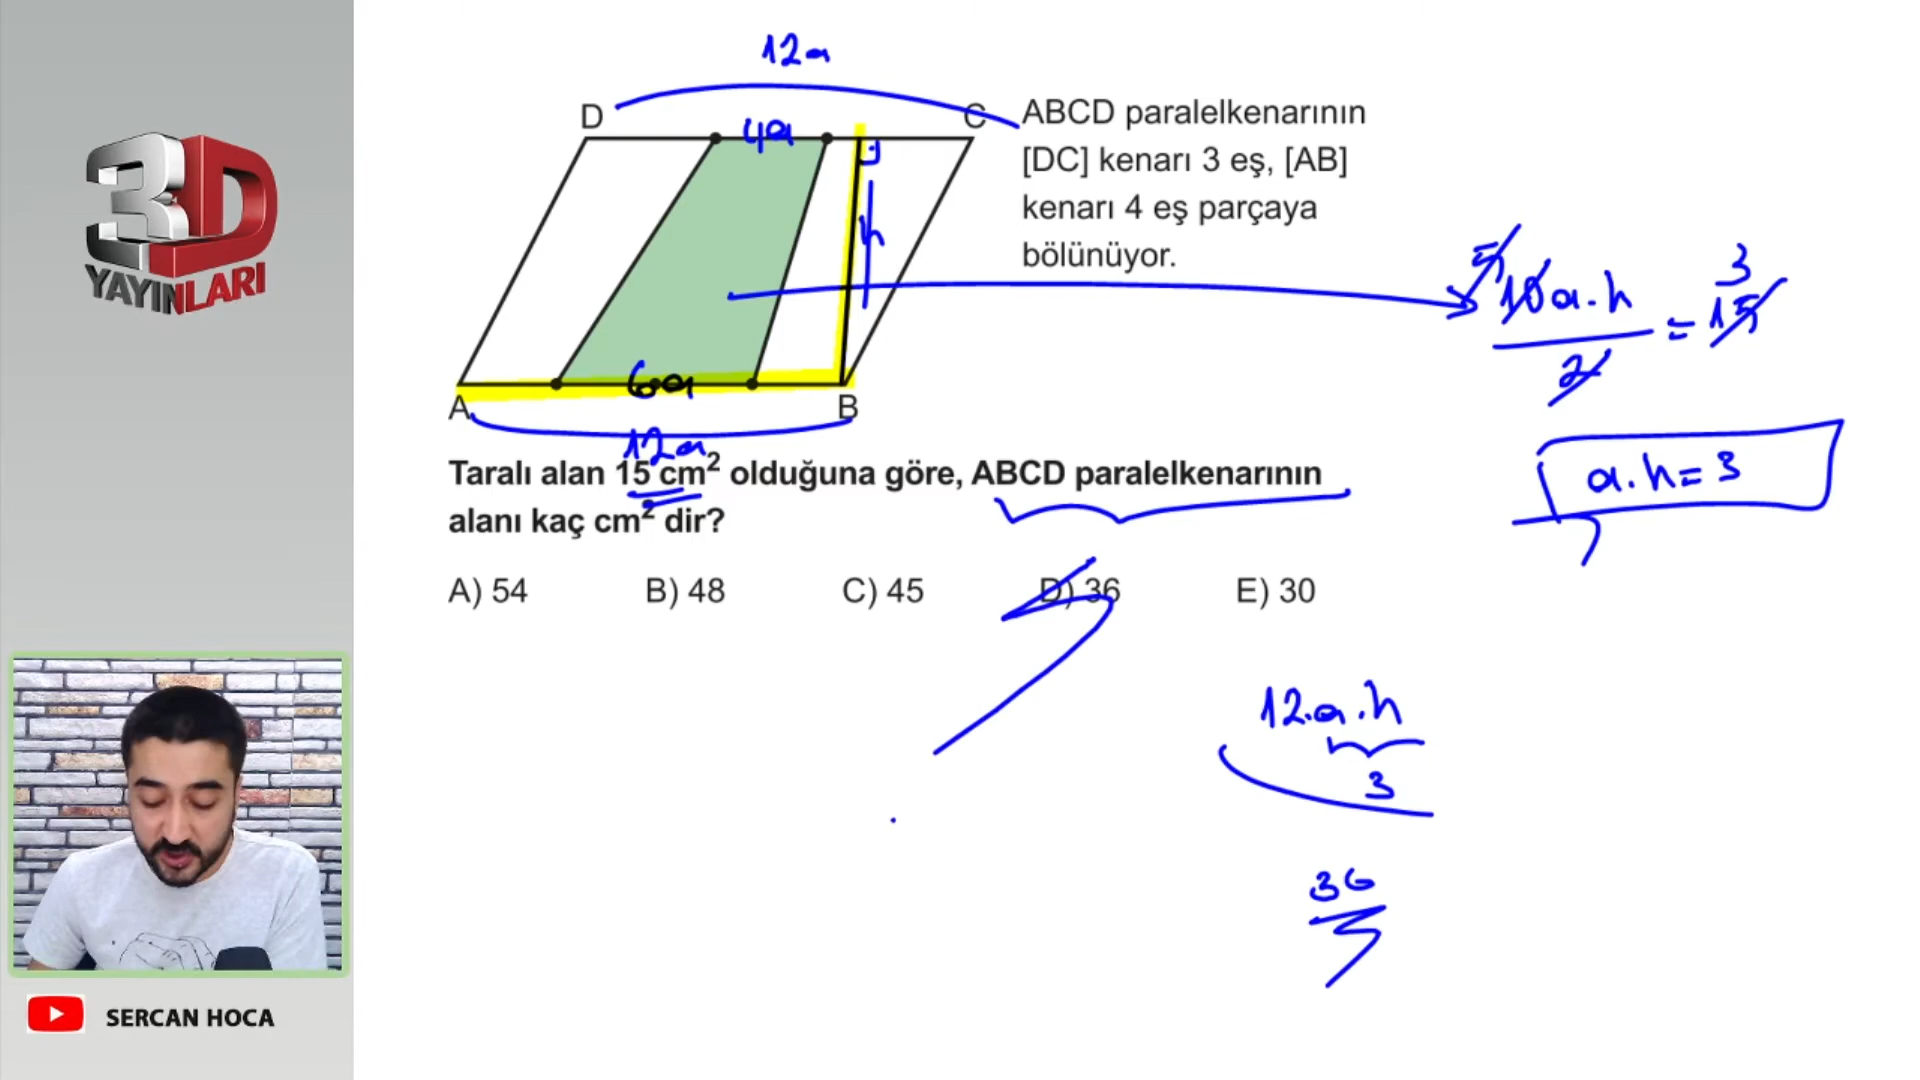 12a
D
4a
C
ABCD paralelkenarının
[DC] kenarı 3 eş, [AB]
kenarı 4 eş parçaya
bölünüyor.
h
3D
YAYINLARI
5
10a.h
2
=
3
15
6a
A
B
12a
a.h=3
Taralı alan 15 cm² olduğuna göre, ABCD paralelkenarının
alanı kaç cm² dir?
A) 54 B) 48 C) 45 D) 36 E) 30
12.a.h
3
36
SERCAN HOCA